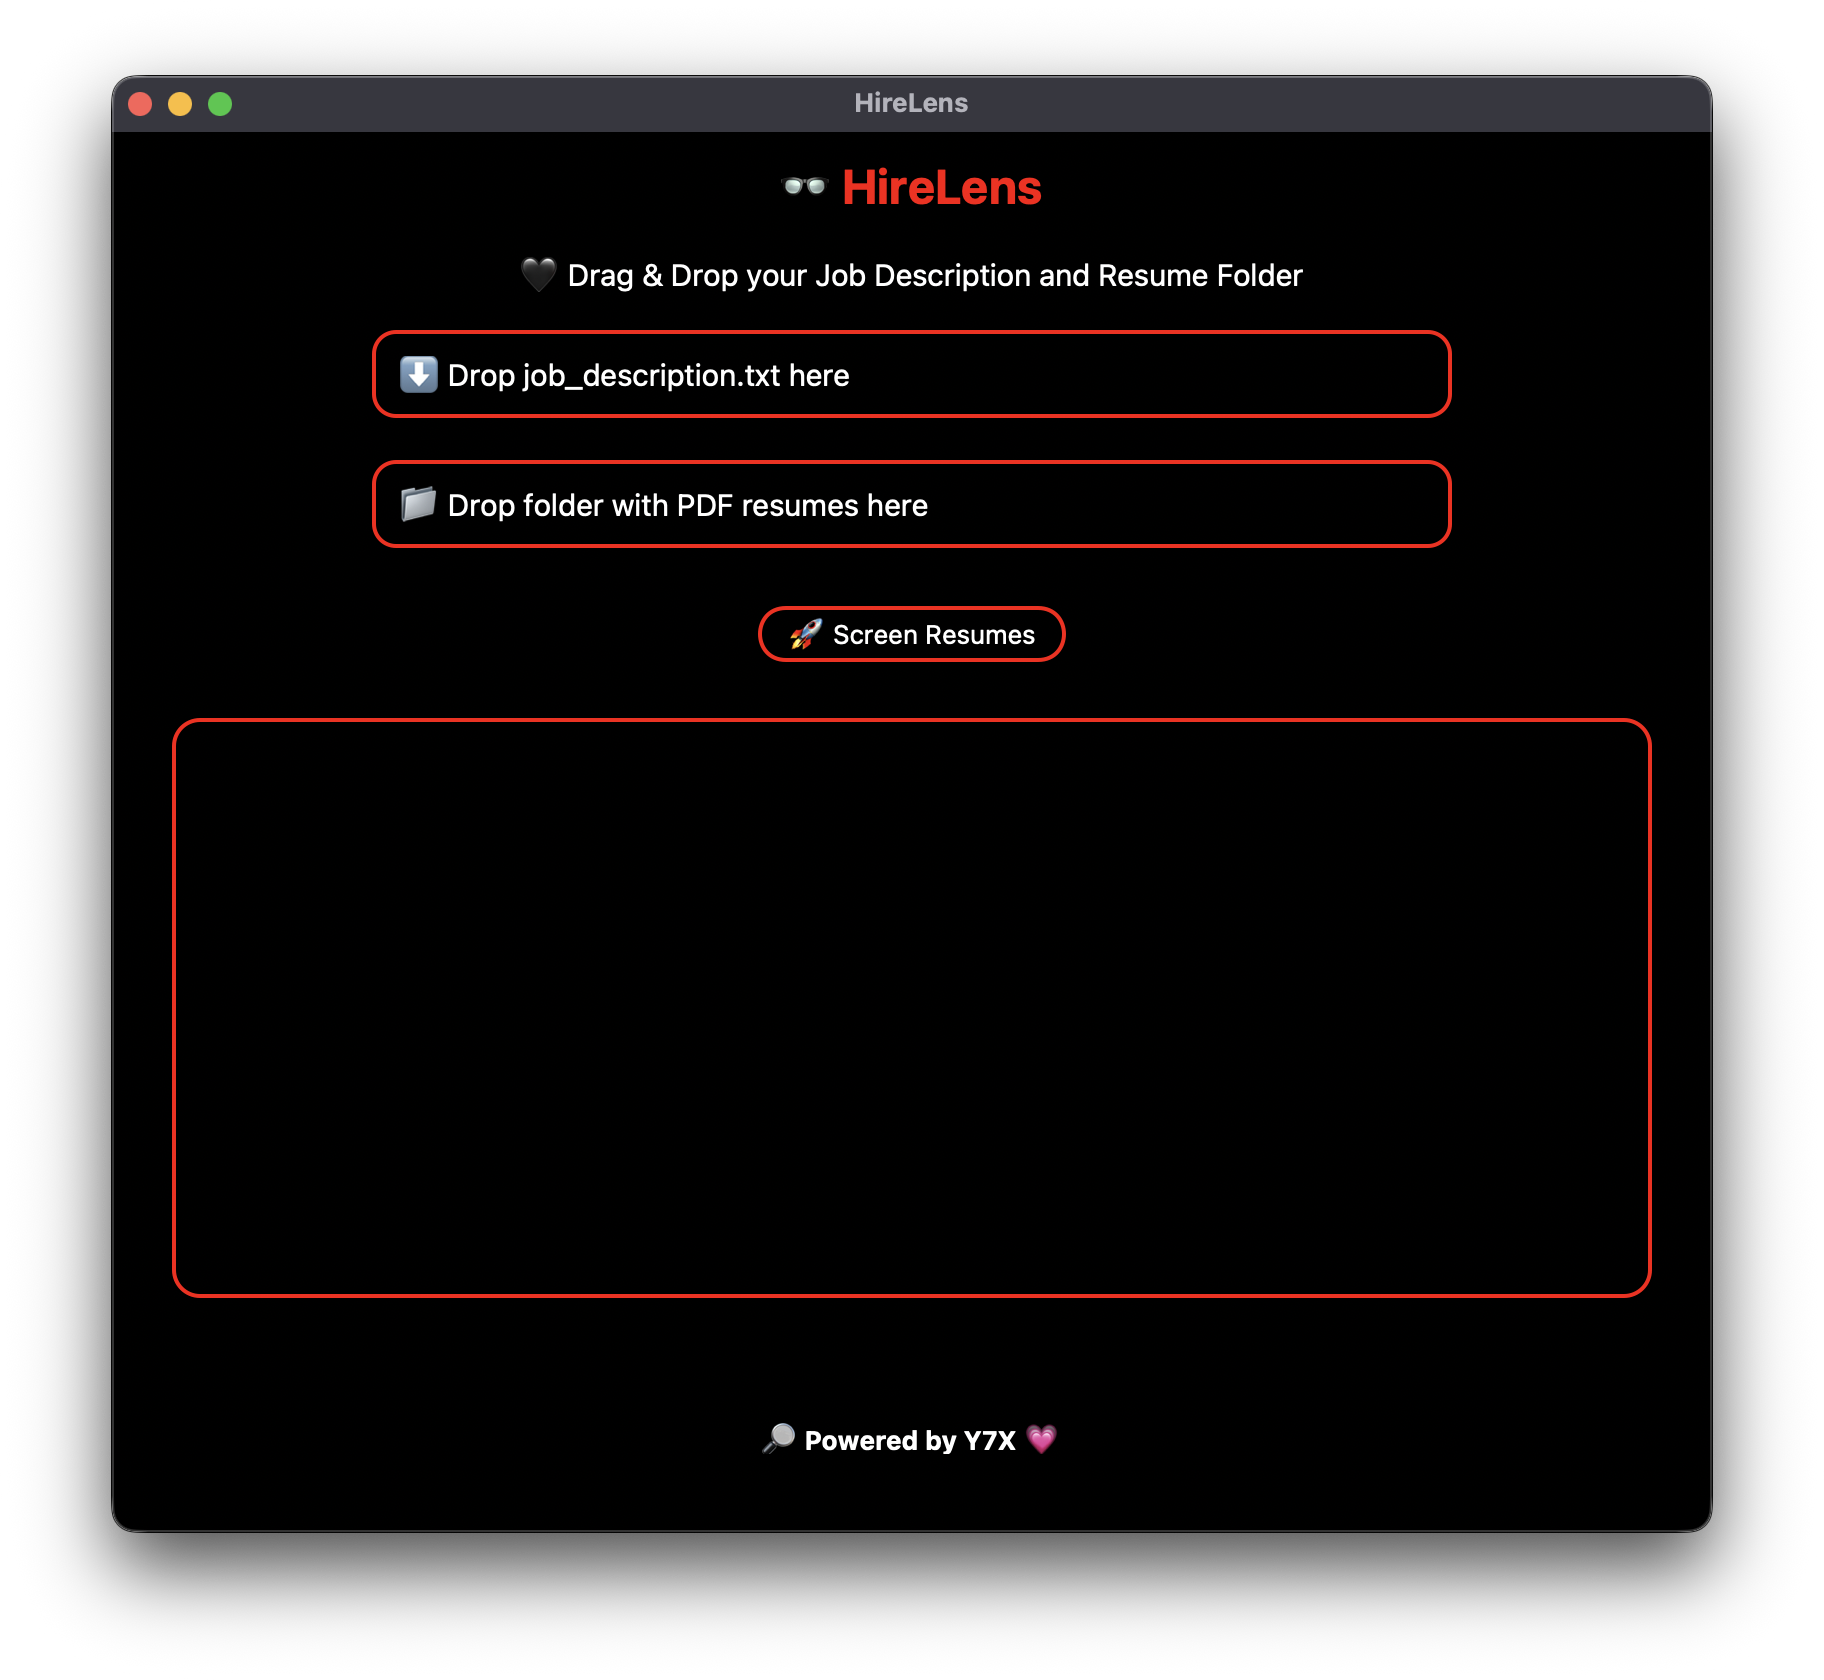 HireLens
🕶️ HireLens
🖤 Drag & Drop your Job Description and Resume Folder
⬇️ Drop job_description.txt here
📁 Drop folder with PDF resumes here
🚀 Screen Resumes
🔎 Powered by Y7X 💗